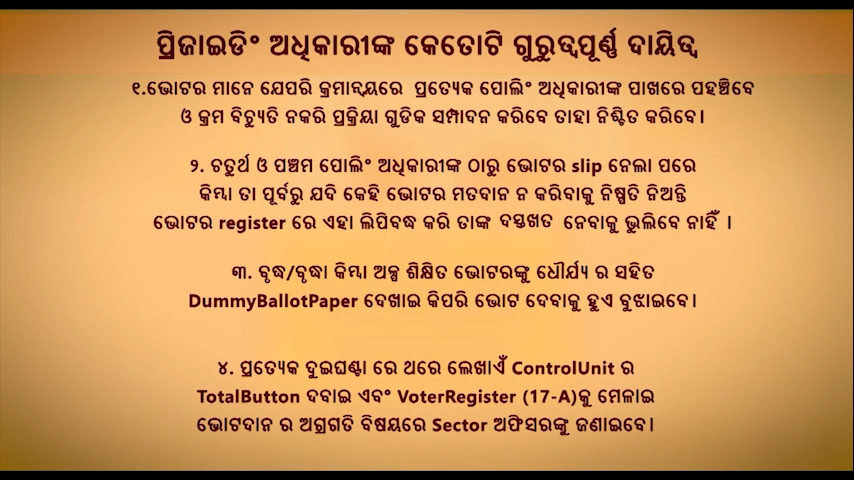 ପ୍ରିଜାଇଡିଂ ଅଧିକାରୀଙ୍କ କେତୋଟି ଗୁରୁତ୍ୱପୂର୍ଣ୍ଣ ଦାୟିତ୍ୱ
୧.ଭୋଟର ମାନେ ଯେପରି କ୍ରମାନ୍ୱୟରେ ପ୍ରତ୍ୟେକ ପୋଲିଂ ଅଧିକାରୀଙ୍କ ପାଖରେ ପହଞ୍ଚିବେ
ଓ କ୍ରମ ବିଚ୍ୟୁତି ନକରି ପ୍ରକ୍ରିୟା ଗୁଡିକ ସମ୍ପାଦନ କରିବେ ତାହା ନିଶ୍ଚିତ କରିବେ।
୨. ଚତୁର୍ଥ ଓ ପଞ୍ଚମ ପୋଲିଂ ଅଧିକାରୀଙ୍କ ଠାରୁ ଭୋଟର slip ନେଲା ପରେ
କିମ୍ବା ତା ପୂର୍ବରୁ ଯଦି କେହି ଭୋଟର ମତଦାନ ନ କରିବାକୁ ନିଷ୍ପତି ନିଅନ୍ତି
ଭୋଟର register ରେ ଏହା ଲିପିବଦ୍ଧ କରି ତାଙ୍କ ଦସ୍ତଖତ ନେବାକୁ ଭୁଲିବେ ନାହିଁ ।
୩. ବୃଦ୍ଧ/ବୃଦ୍ଧା କିମ୍ବା ଅଳ୍ପ ଶିକ୍ଷିତ ଭୋଟରଙ୍କୁ ଧୌର୍ଯ୍ୟ ର ସହିତ
DummyBallotPaper ଦେଖାଇ କିପରି ଭୋଟ ଦେବାକୁ ହୁଏ ବୁଝାଇବେ।
୪. ପ୍ରତ୍ୟେକ ଦୁଇଘଣ୍ଟା ରେ ଥରେ ଲେଖାଏଁ ControlUnit ର
TotalButton ଦବାଇ ଏବଂ VoterRegister (17-A)କୁ ମେଳାଇ
ଭୋଟଦାନ ର ଅଗ୍ରଗତି ବିଷୟରେ Sector ଅଫିସରଙ୍କୁ ଜଣାଇବେ।